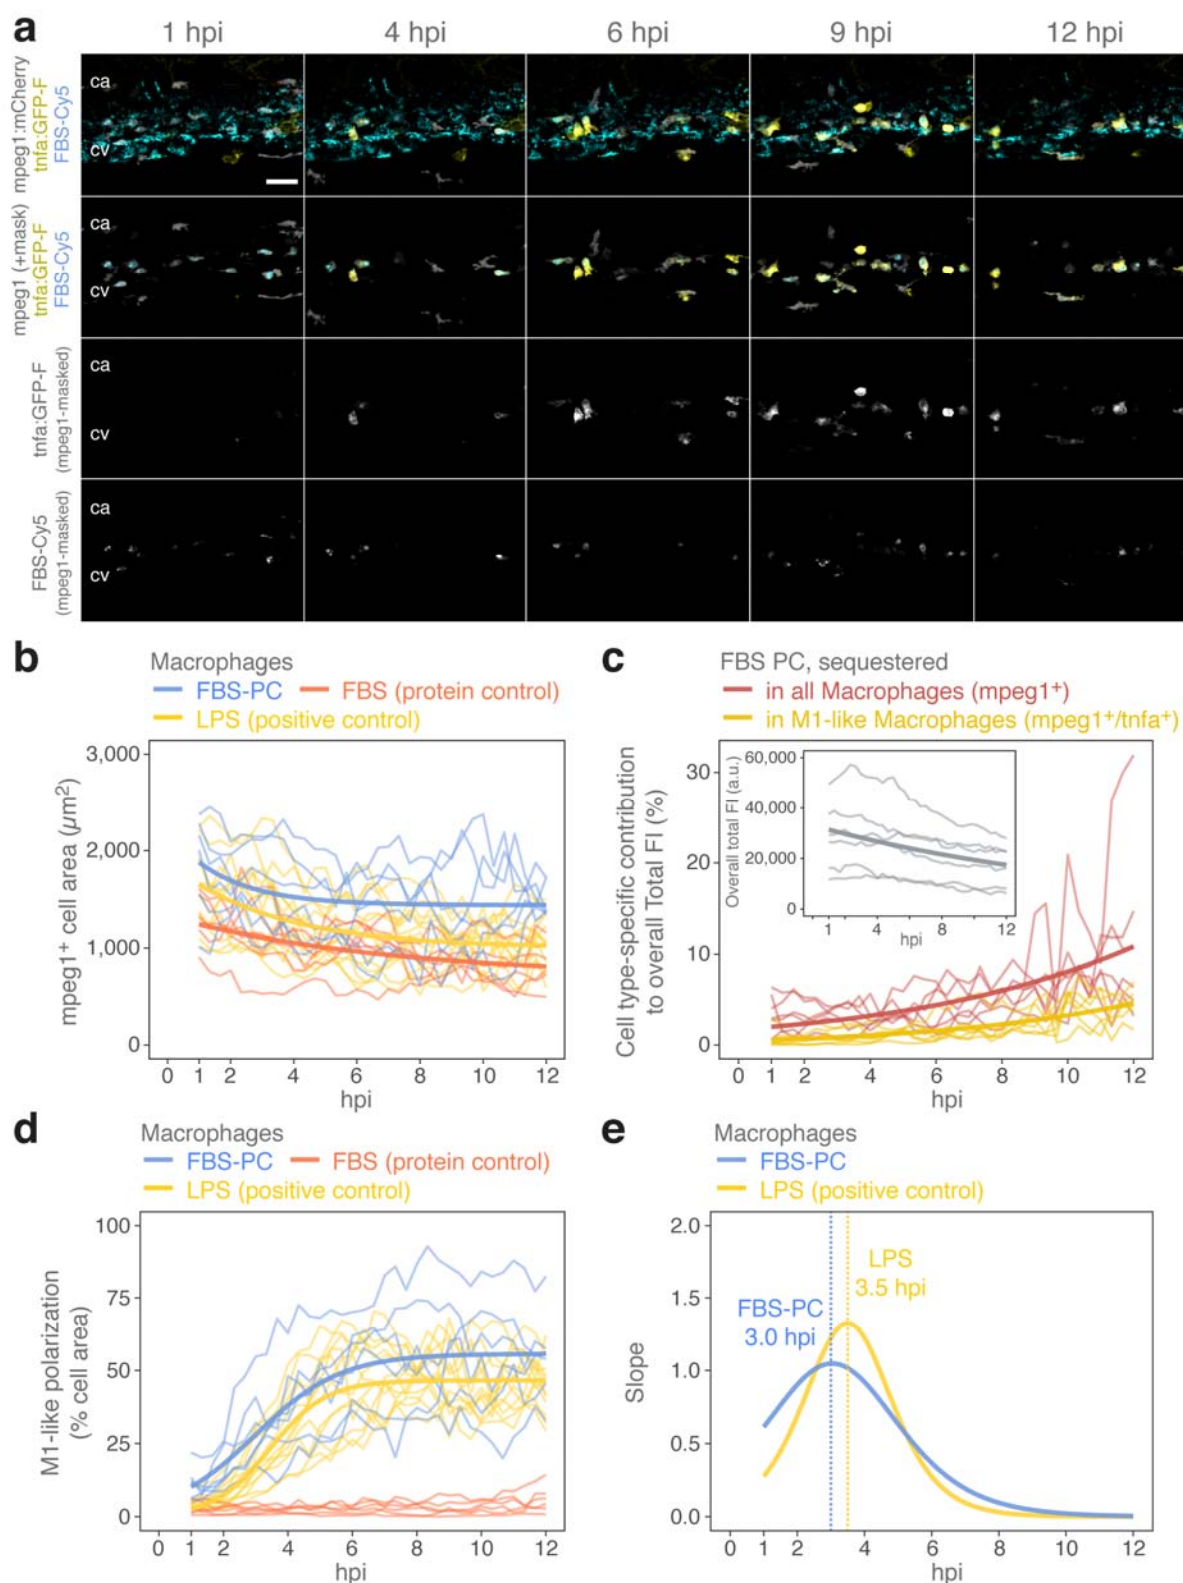 a
1 hpi 4 hpi 6 hpi 9 hpi 12 hpi
mpeg1:mCherry
tnfa:GFP-F
FBS-Cy5
ca
cv
mpeg1 (+mask)
tnfa:GFP-F
FBS-Cy5
ca
cv
tnfa:GFP-F
(mpeg1-masked)
ca
cv
FBS-Cy5
(mpeg1-masked)
ca
cv
b
Macrophages
FBS-PC FBS (protein control)
LPS (positive control)
mpeg1⁺ cell area (µm²)
3,000
2,000
1,000
0
0 1 2 4 6 8 10 12
hpi
c
FBS PC, sequestered
in all Macrophages (mpeg1⁺)
in M1-like Macrophages (mpeg1⁺/tnfa⁺)
Cell type-specific contribution
to overall Total FI (%)
30
20
10
0
0 1 2 4 6 8 10 12
hpi
Overall total FI (a.u.)
60,000
40,000
20,000
0
1 4 8 12
hpi
d
Macrophages
FBS-PC FBS (protein control)
LPS (positive control)
M1-like polarization
(% cell area)
100
75
50
25
0
0 1 2 4 6 8 10 12
hpi
e
Macrophages
FBS-PC
LPS (positive control)
Slope
2.0
1.5
1.0
0.5
0.0
LPS
3.5 hpi
FBS-PC
3.0 hpi
0 1 2 4 6 8 10 12
hpi